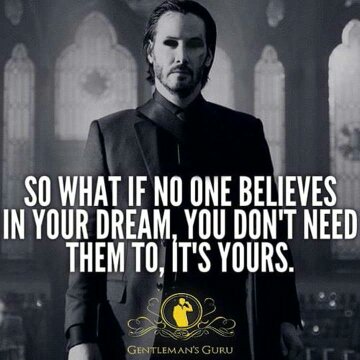 SO WHAT IF NO ONE BELIEVES
IN YOUR DREAM, YOU DON'T NEED
THEM TO, IT'S YOURS.
GENTLEMAN'S GURU